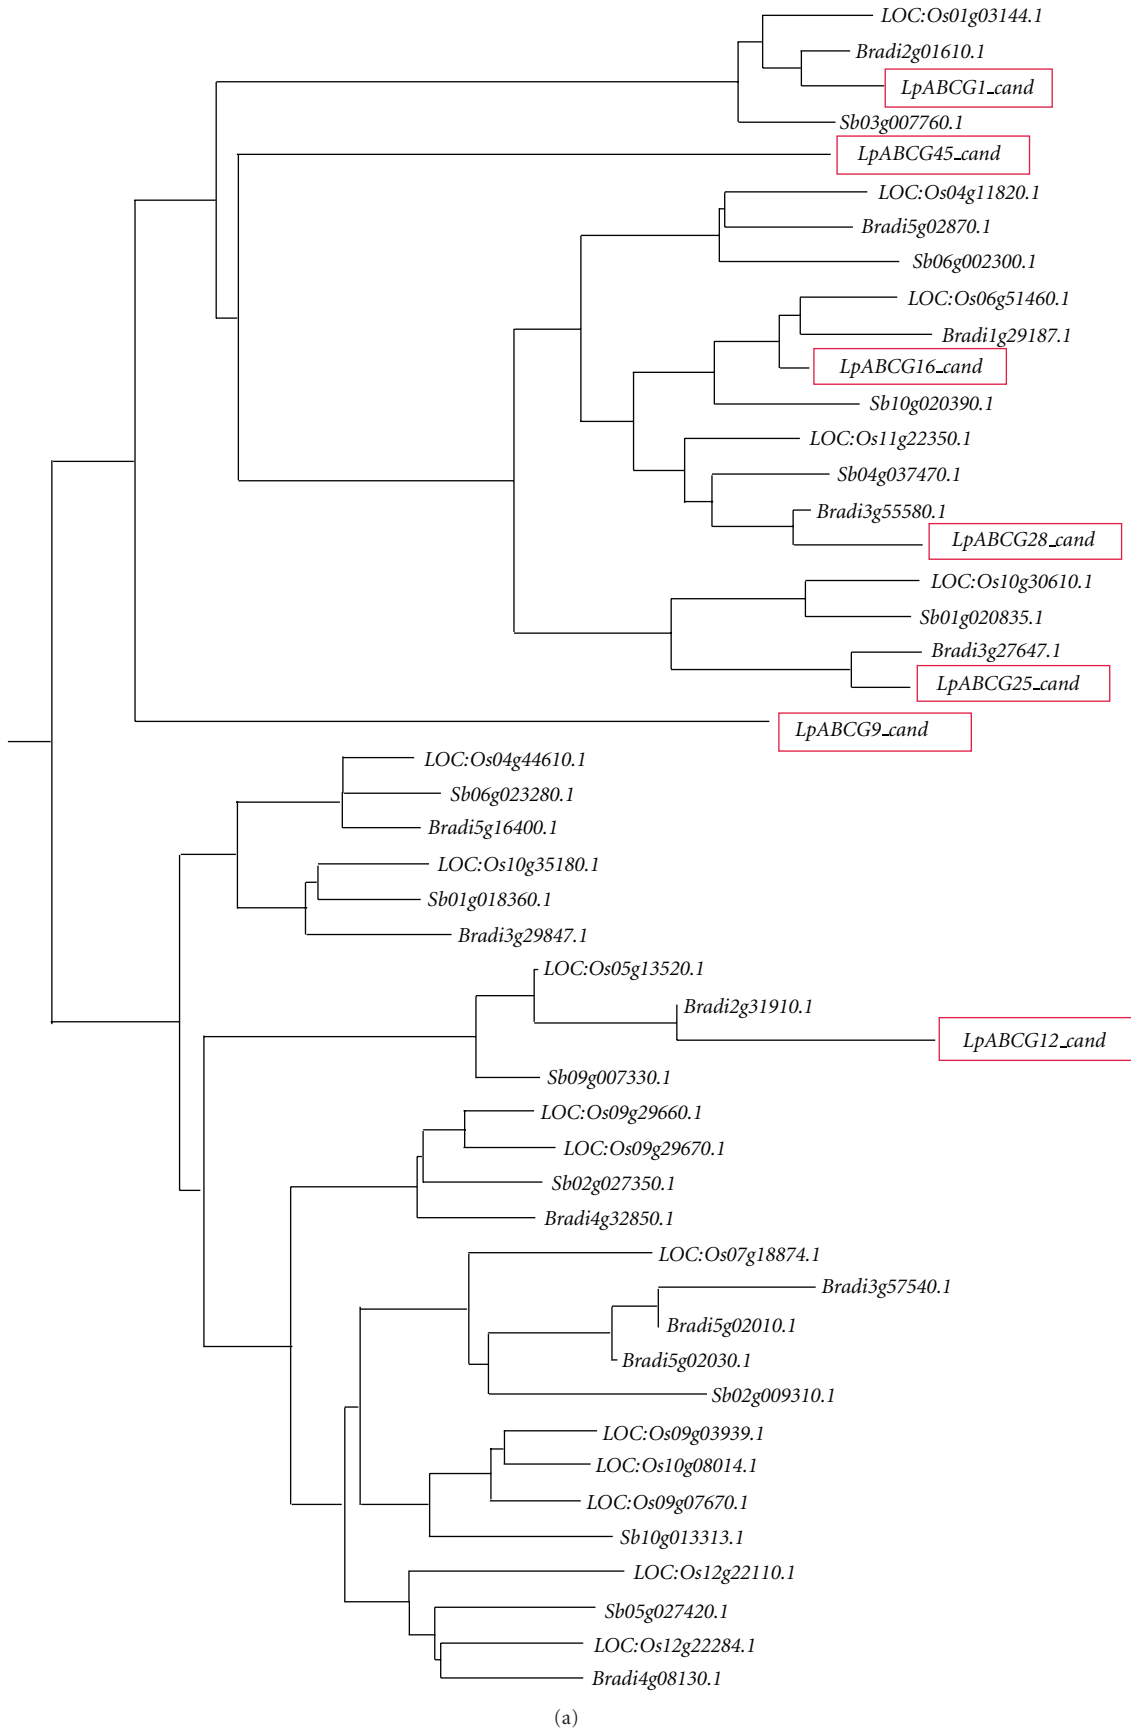 LOC:Os01g03144.1
Bradi2g01610.1
LpABCG1_cand
Sb03g007760.1
LpABCG45_cand
LOC:Os04g11820.1
Bradi5g02870.1
Sb06g002300.1
LOC:Os06g51460.1
Bradi1g29187.1
LpABCG16_cand
Sb10g020390.1
LOC:Os11g22350.1
Sb04g037470.1
Bradi3g55580.1
LpABCG28_cand
LOC:Os10g30610.1
Sb01g020835.1
Bradi3g27647.1
LpABCG25_cand
LpABCG9_cand
LOC:Os04g44610.1
Sb06g023280.1
Bradi5g16400.1
LOC:Os10g35180.1
Sb01g018360.1
Bradi3g29847.1
LOC:Os05g13520.1
Bradi2g31910.1
LpABCG12_cand
Sb09g007330.1
LOC:Os09g29660.1
LOC:Os09g29670.1
Sb02g027350.1
Bradi4g32850.1
LOC:Os07g18874.1
Bradi3g57540.1
Bradi5g02010.1
Bradi5g02030.1
Sb02g009310.1
LOC:Os09g03939.1
LOC:Os10g08014.1
LOC:Os09g07670.1
Sb10g013313.1
LOC:Os12g22110.1
Sb05g027420.1
LOC:Os12g22284.1
Bradi4g08130.1
(a)